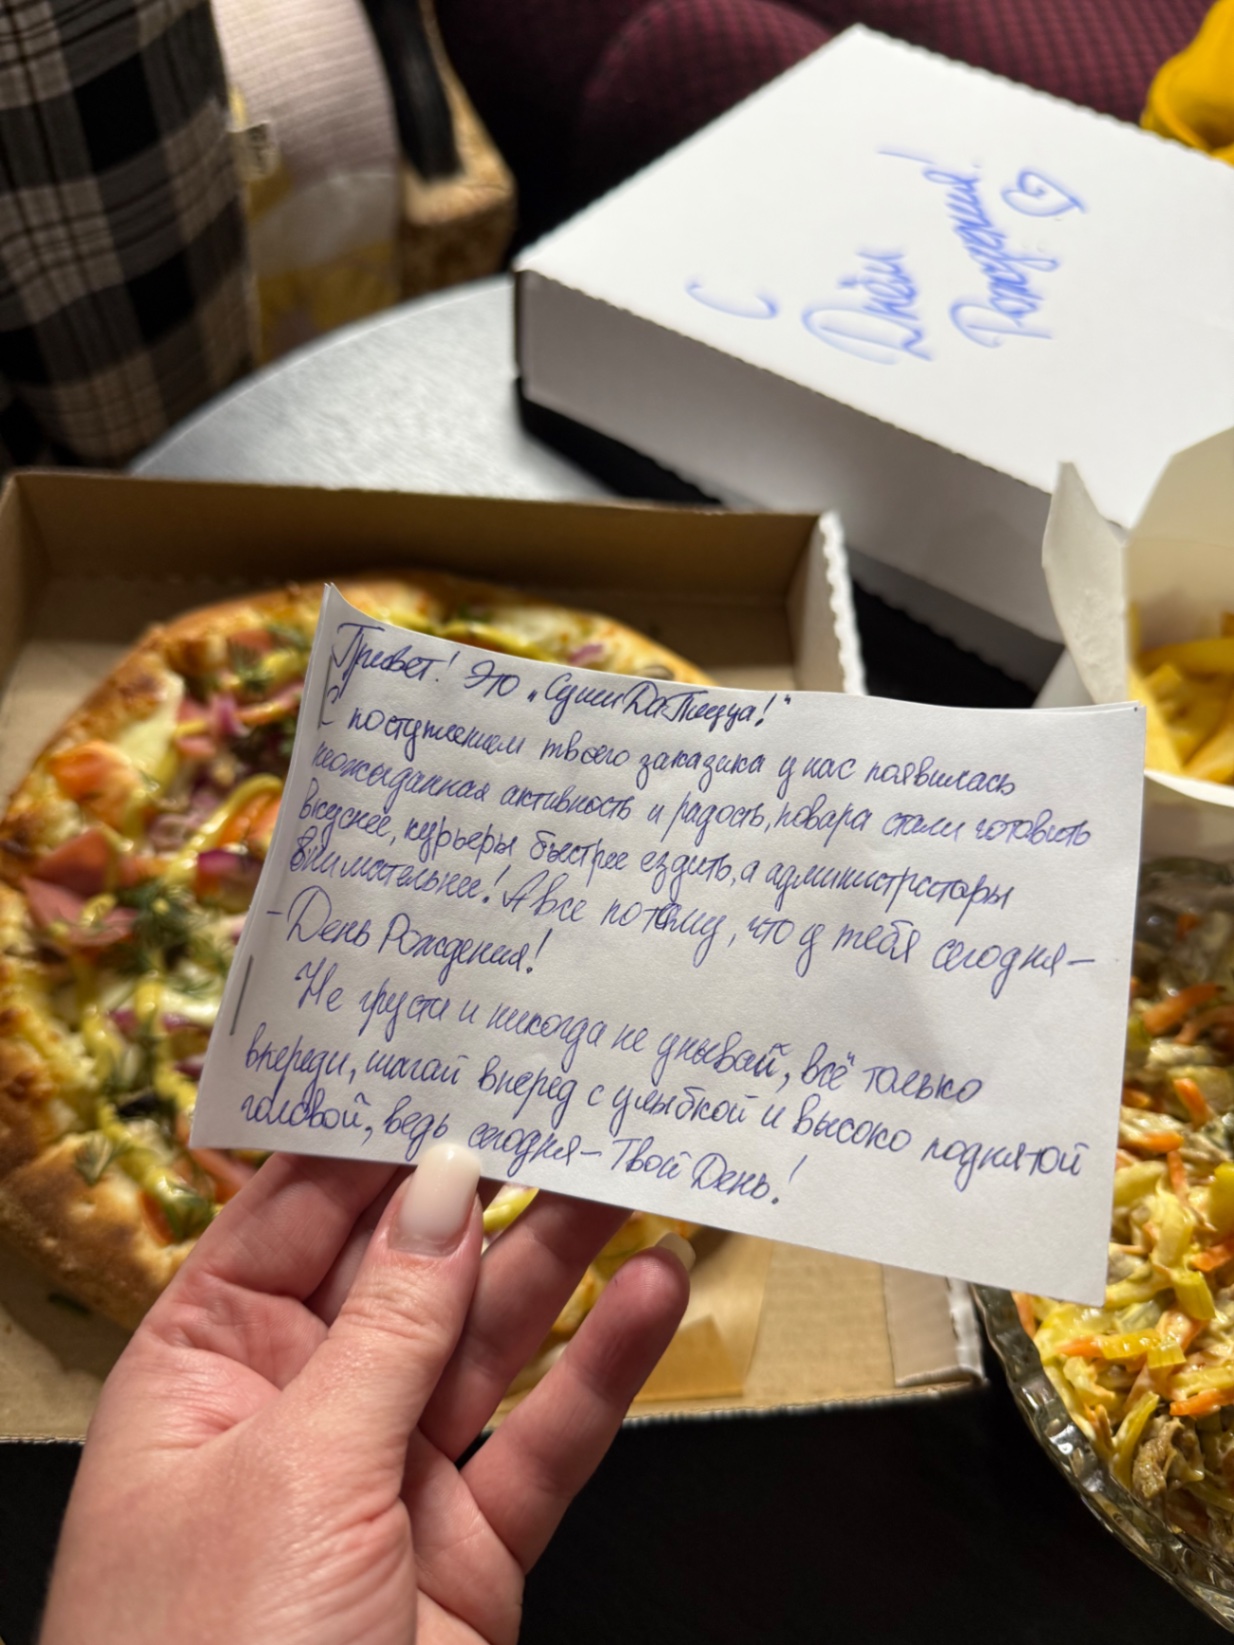 С
Днём
Рождения!
Привет! Это „СушиДаПицца!"
С поступлением твоего заказика у нас появилась
неожыданная активность и радость, повара стали готовить
вкуснее, курьеры быстрее ездить, а администраторы
внимательнее! А все потому, что у тебя сегодня –
– День Рождения!
Не грусти и никогда не унывай, всё только
впереди, шагай вперед с улыбкой и высоко поднятой
головой, ведь сегодня – Твой День!